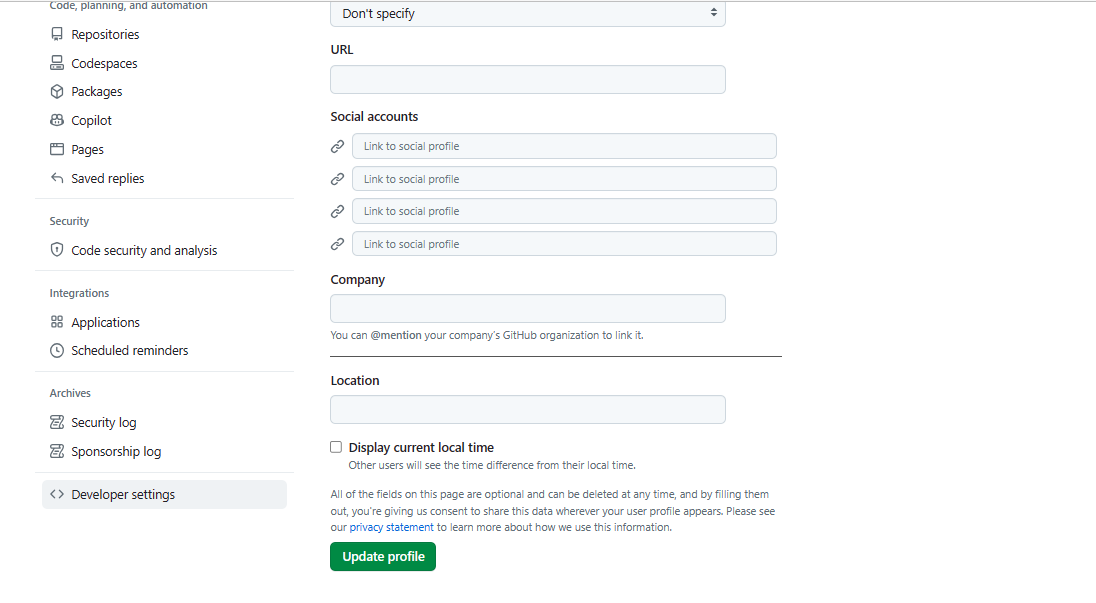 Code, planning, and automation
Repositories
Codespaces
Packages
Copilot
Pages
Saved replies
Security
Code security and analysis
Integrations
Applications
Scheduled reminders
Archives
Security log
Sponsorship log
Developer settings
Don't specify
URL
Social accounts
Link to social profile
Link to social profile
Link to social profile
Link to social profile
Company
You can @mention your company's GitHub organization to link it.
Location
Display current local time
Other users will see the time difference from their local time.
All of the fields on this page are optional and can be deleted at any time, and by filling them
out, you're giving us consent to share this data wherever your user profile appears. Please see
our privacy statement to learn more about how we use this information.
Update profile